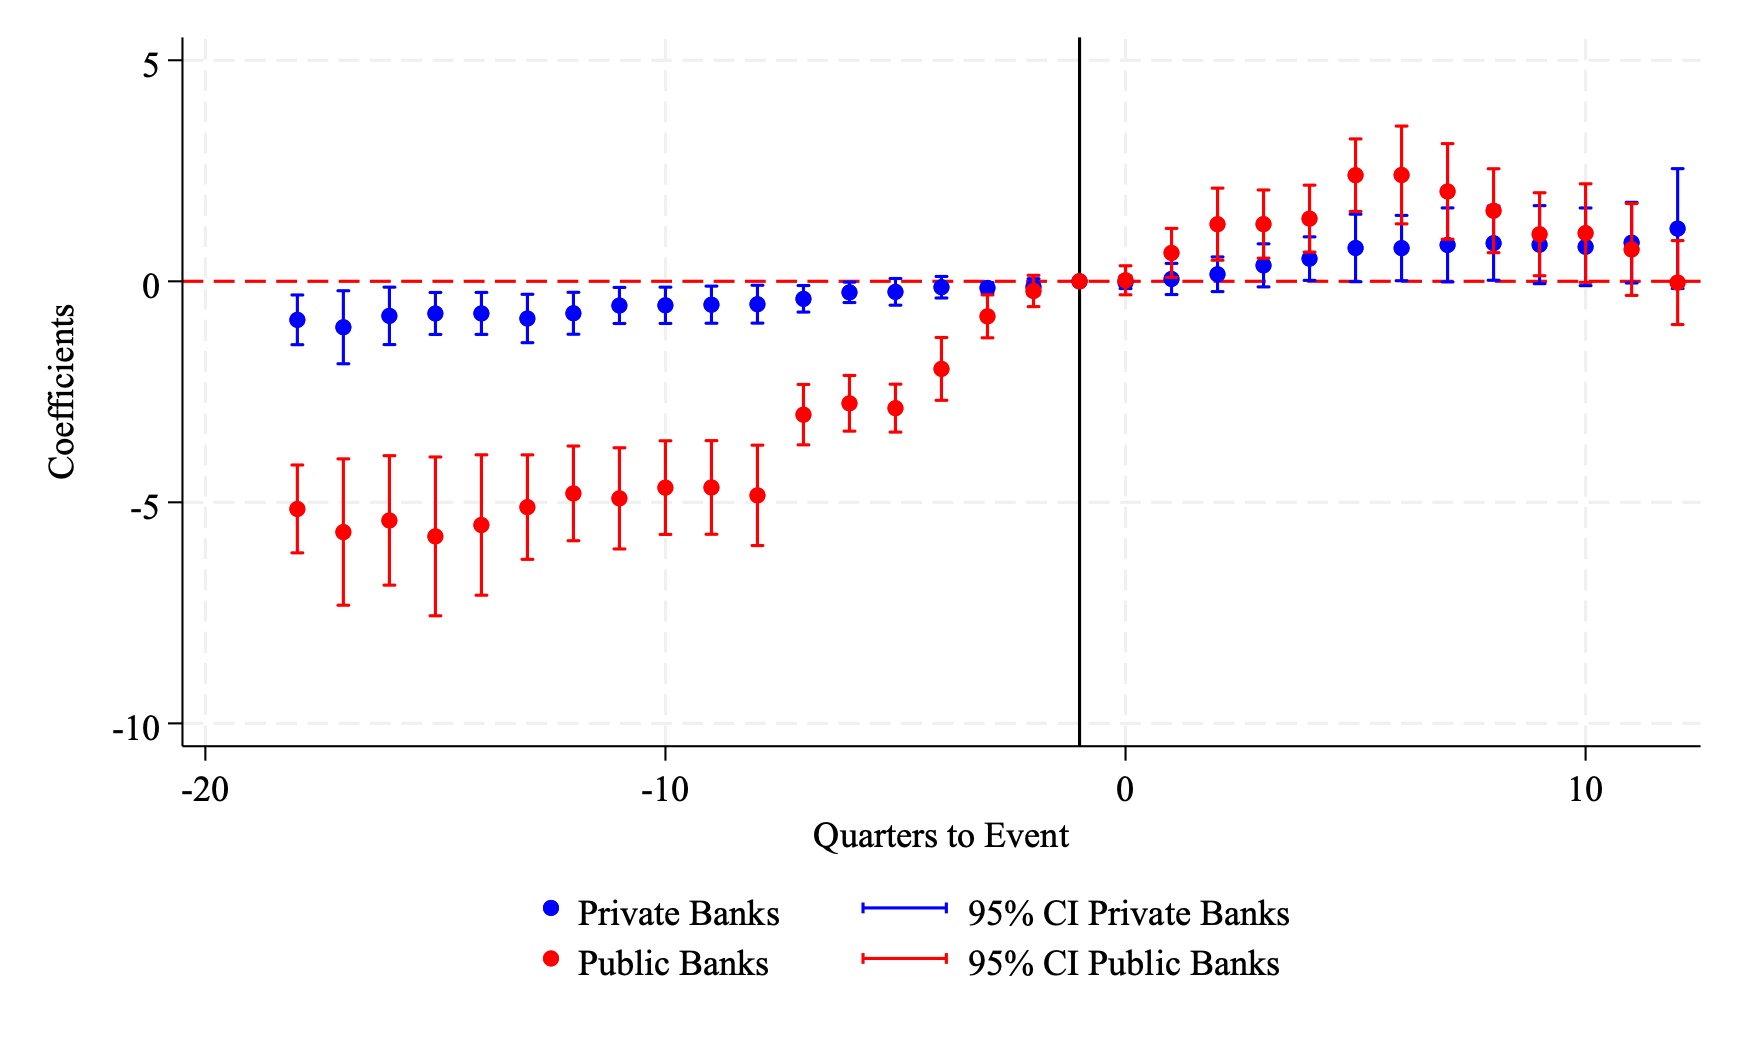 5
0
-5
-10
Coefficients
-20 -10 0 10
Quarters to Event
Private Banks 95% CI Private Banks
Public Banks 95% CI Public Banks